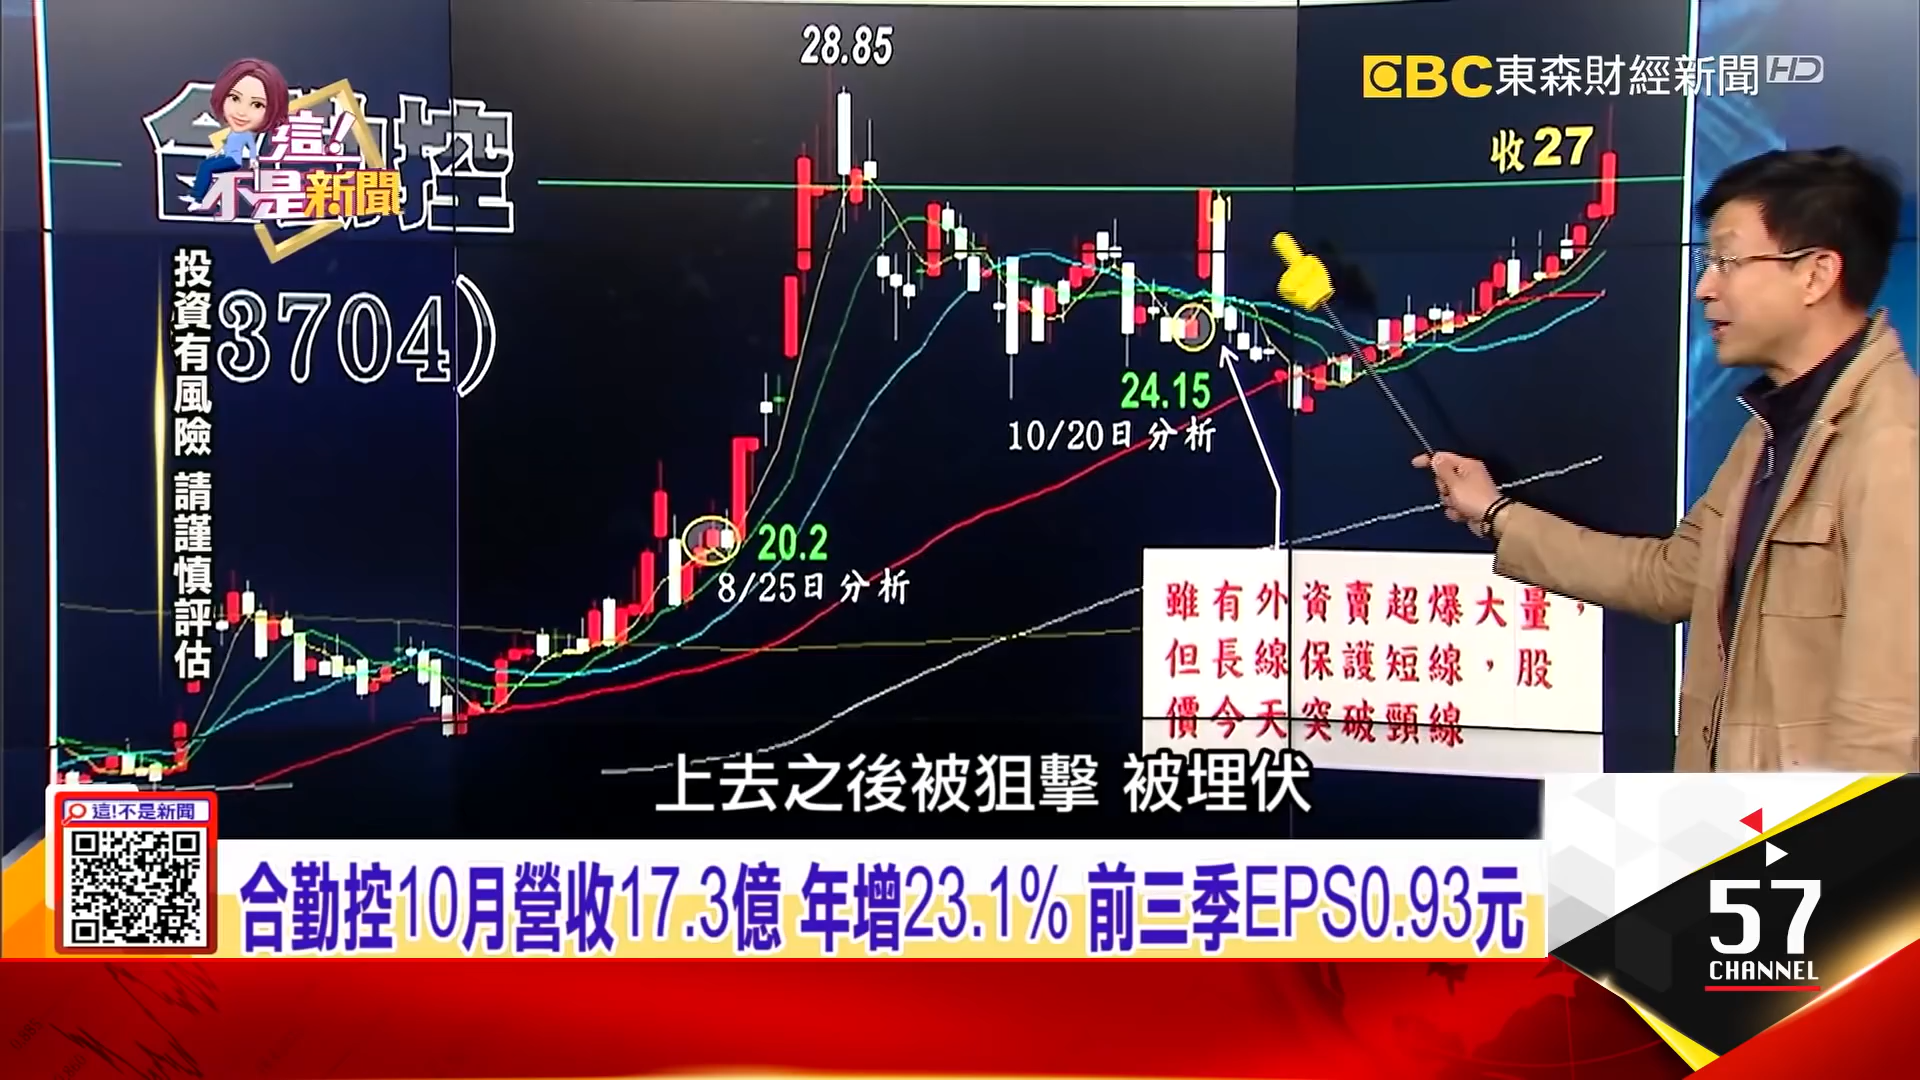 28.85
EBC 東森財經新聞 HD
收27
控
這!
不是新聞
3704)
投資有風險 請謹慎評估
24.15
10/20日分析
20.2
8/25日分析
雖有外資賣超爆大量，
但長線保護短線，股
價今天突破頸線
上去之後被狙擊 被埋伏
這!不是新聞
合勤控10月營收17.3億 年增23.1% 前三季EPS0.93元
57
CHANNEL